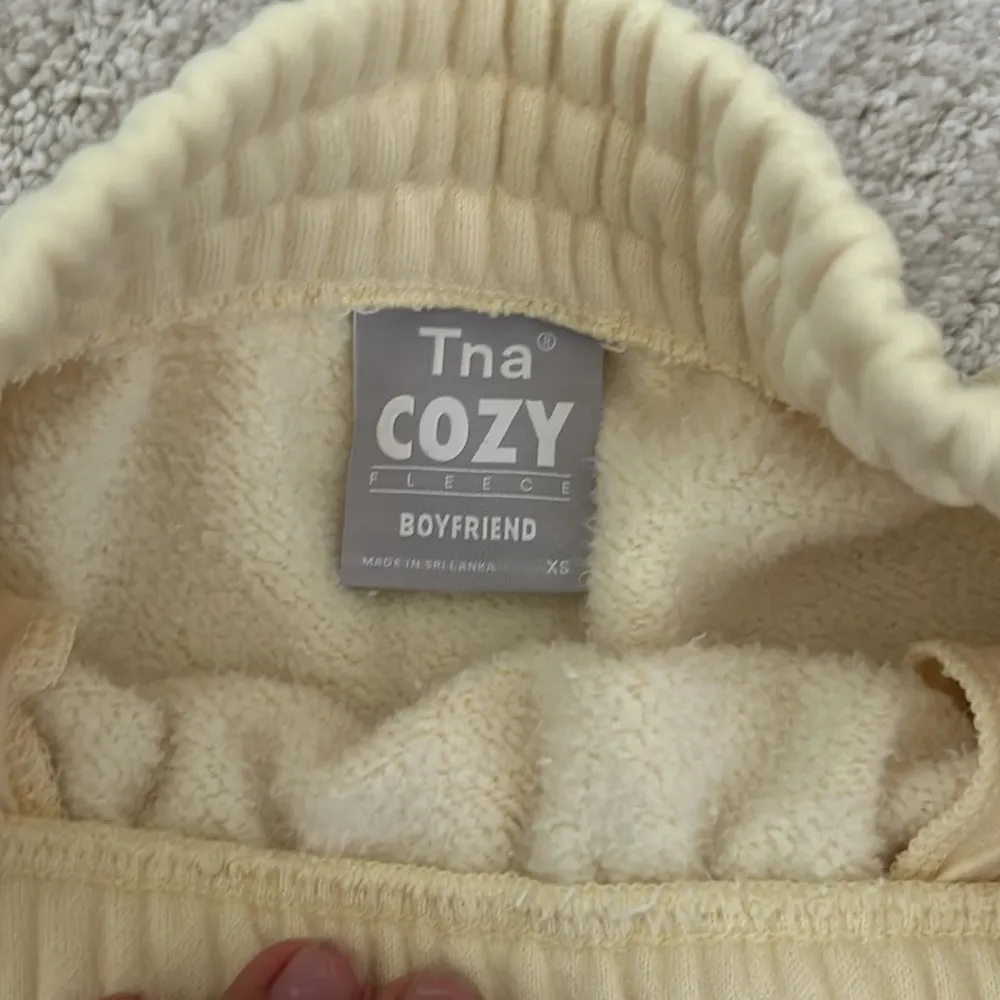 Tna®
COZY
FLEECE
BOYFRIEND
MADE IN SRI LANKA XS